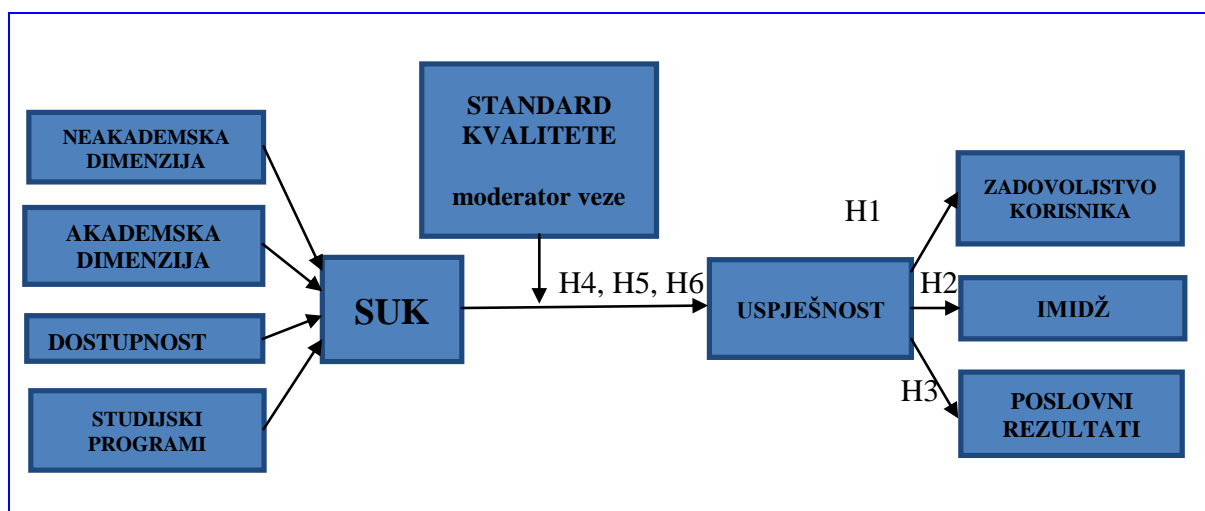 NEAKADEMSKA
DIMENZIJA
AKADEMSKA
DIMENZIJA
DOSTUPNOST
STUDIJSKI
PROGRAMI
SUK
STANDARD
KVALITETE
moderator veze
H4, H5, H6
USPJEŠNOST
H1
H2
H3
ZADOVOLJSTVO
KORISNIKA
IMIDŽ
POSLOVNI
REZULTATI